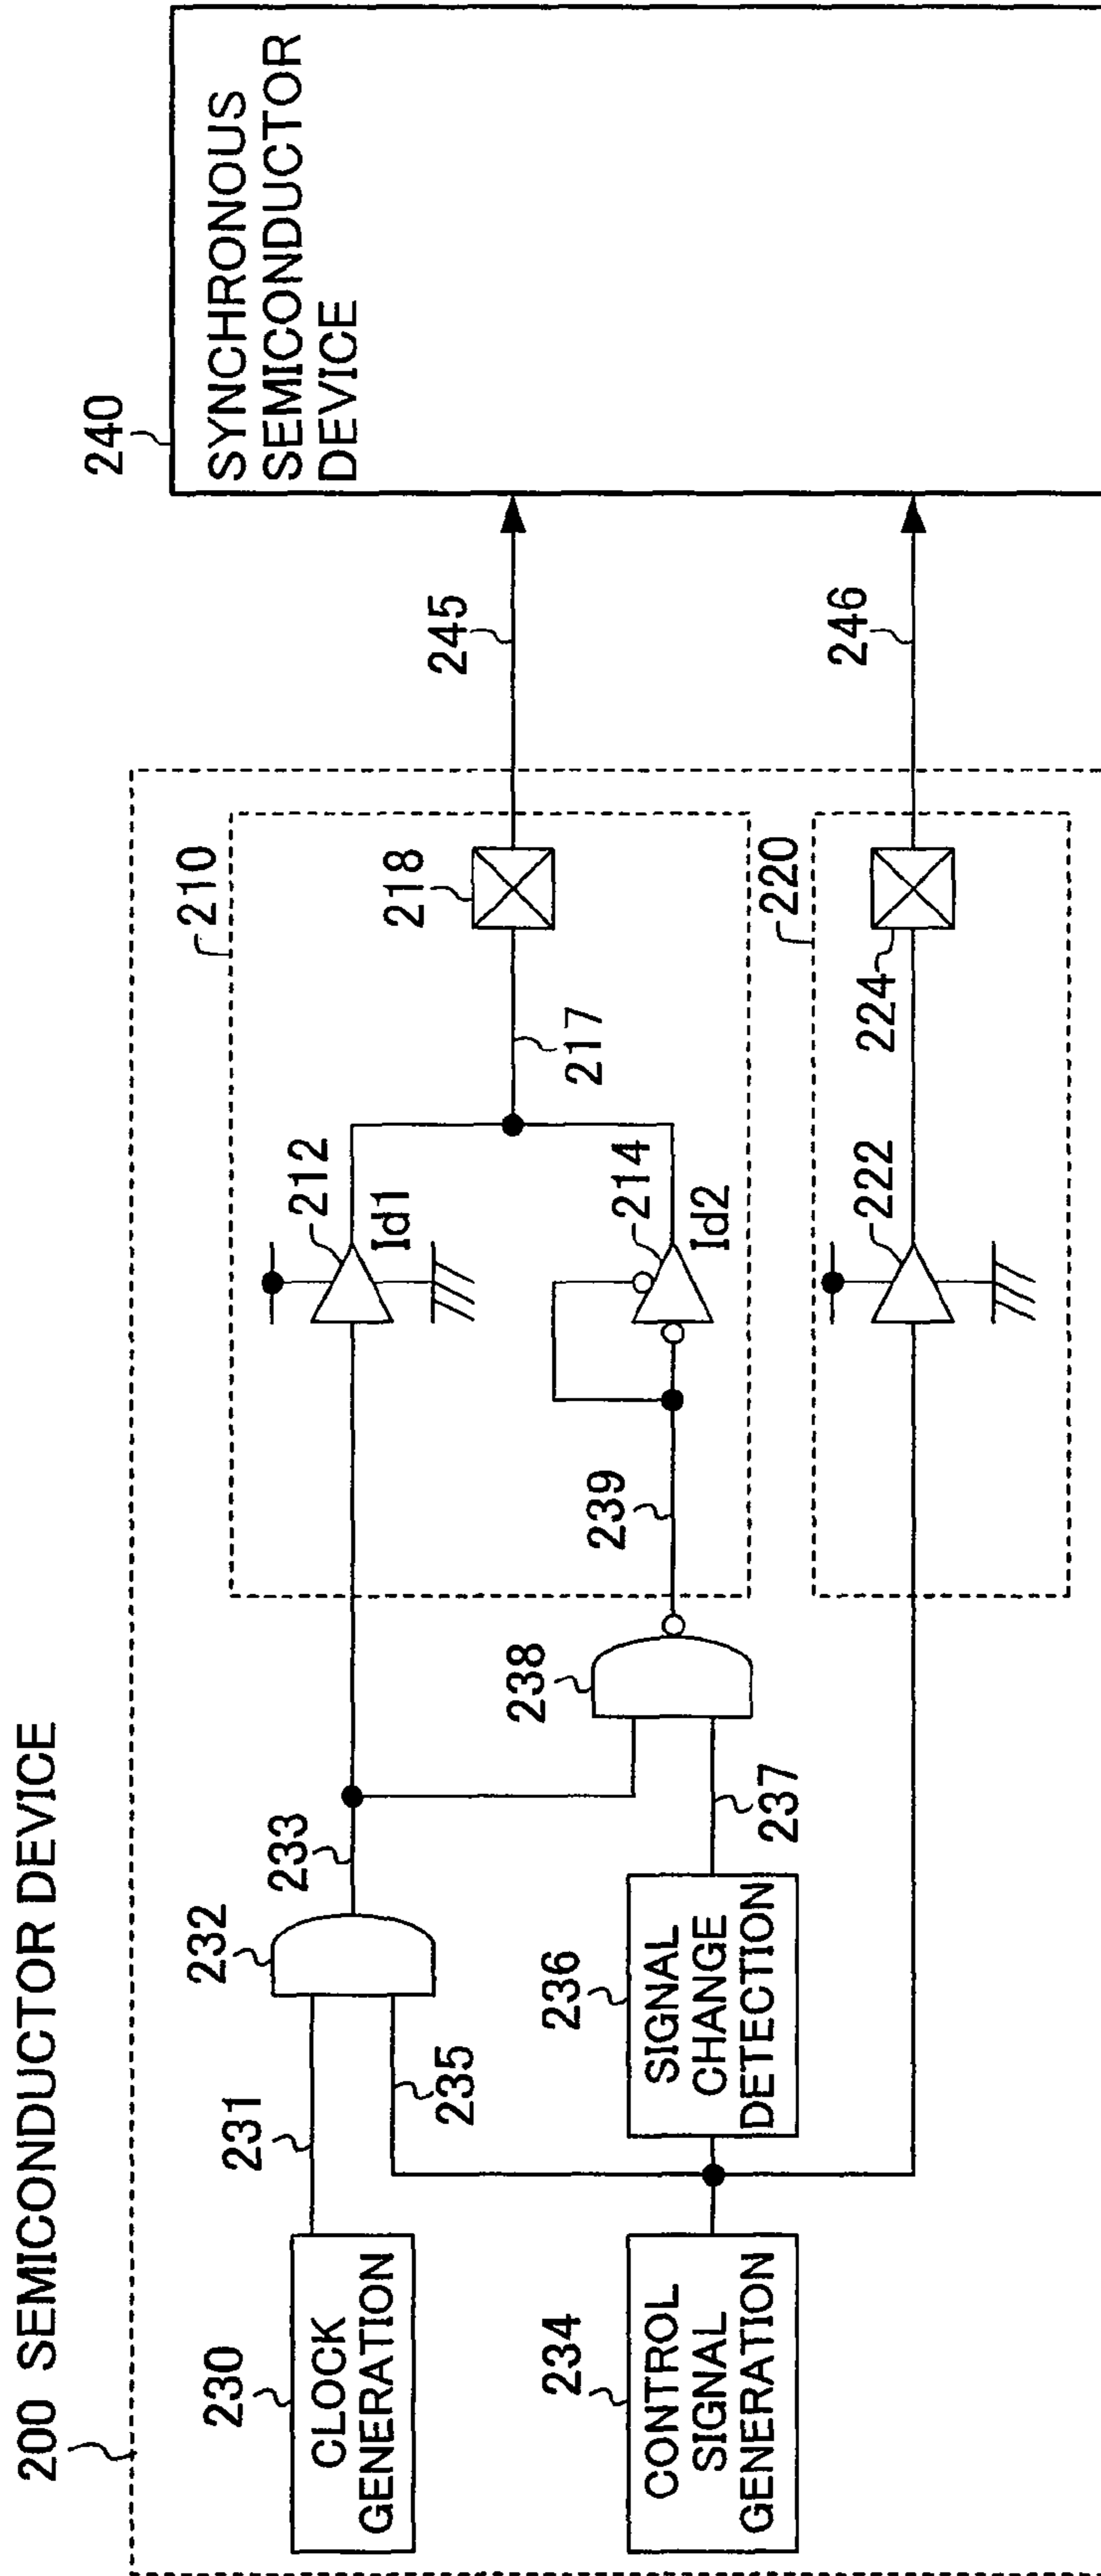 200 SEMICONDUCTOR DEVICE
240
SYNCHRONOUS
SEMICONDUCTOR
DEVICE
210
212
Id1
218
245
217
230
CLOCK
GENERATION
231
232
233
235
238
239
214
Id2
234
CONTROL
SIGNAL
GENERATION
236
SIGNAL
CHANGE
DETECTION
237
220
222
224
246